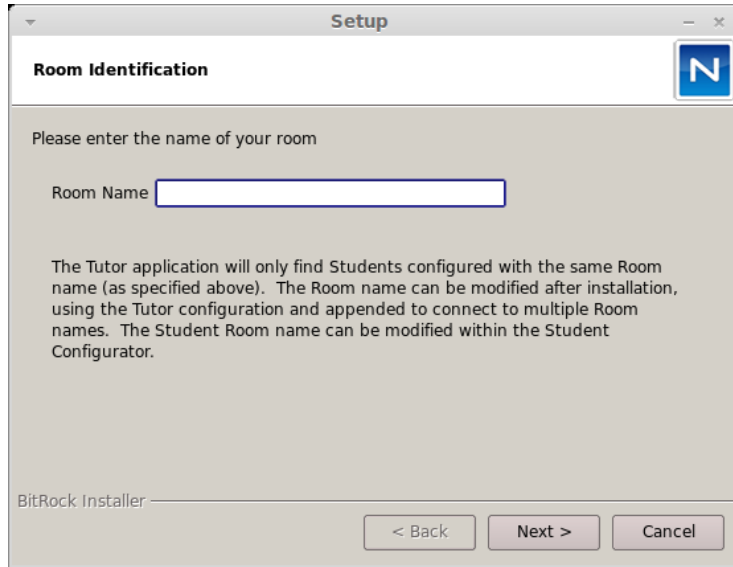 Setup
Room Identification
N
Please enter the name of your room
Room Name
The Tutor application will only find Students configured with the same Room
name (as specified above).  The Room name can be modified after installation,
using the Tutor configuration and appended to connect to multiple Room
names.  The Student Room name can be modified within the Student
Configurator.
BitRock Installer
< Back
Next >
Cancel